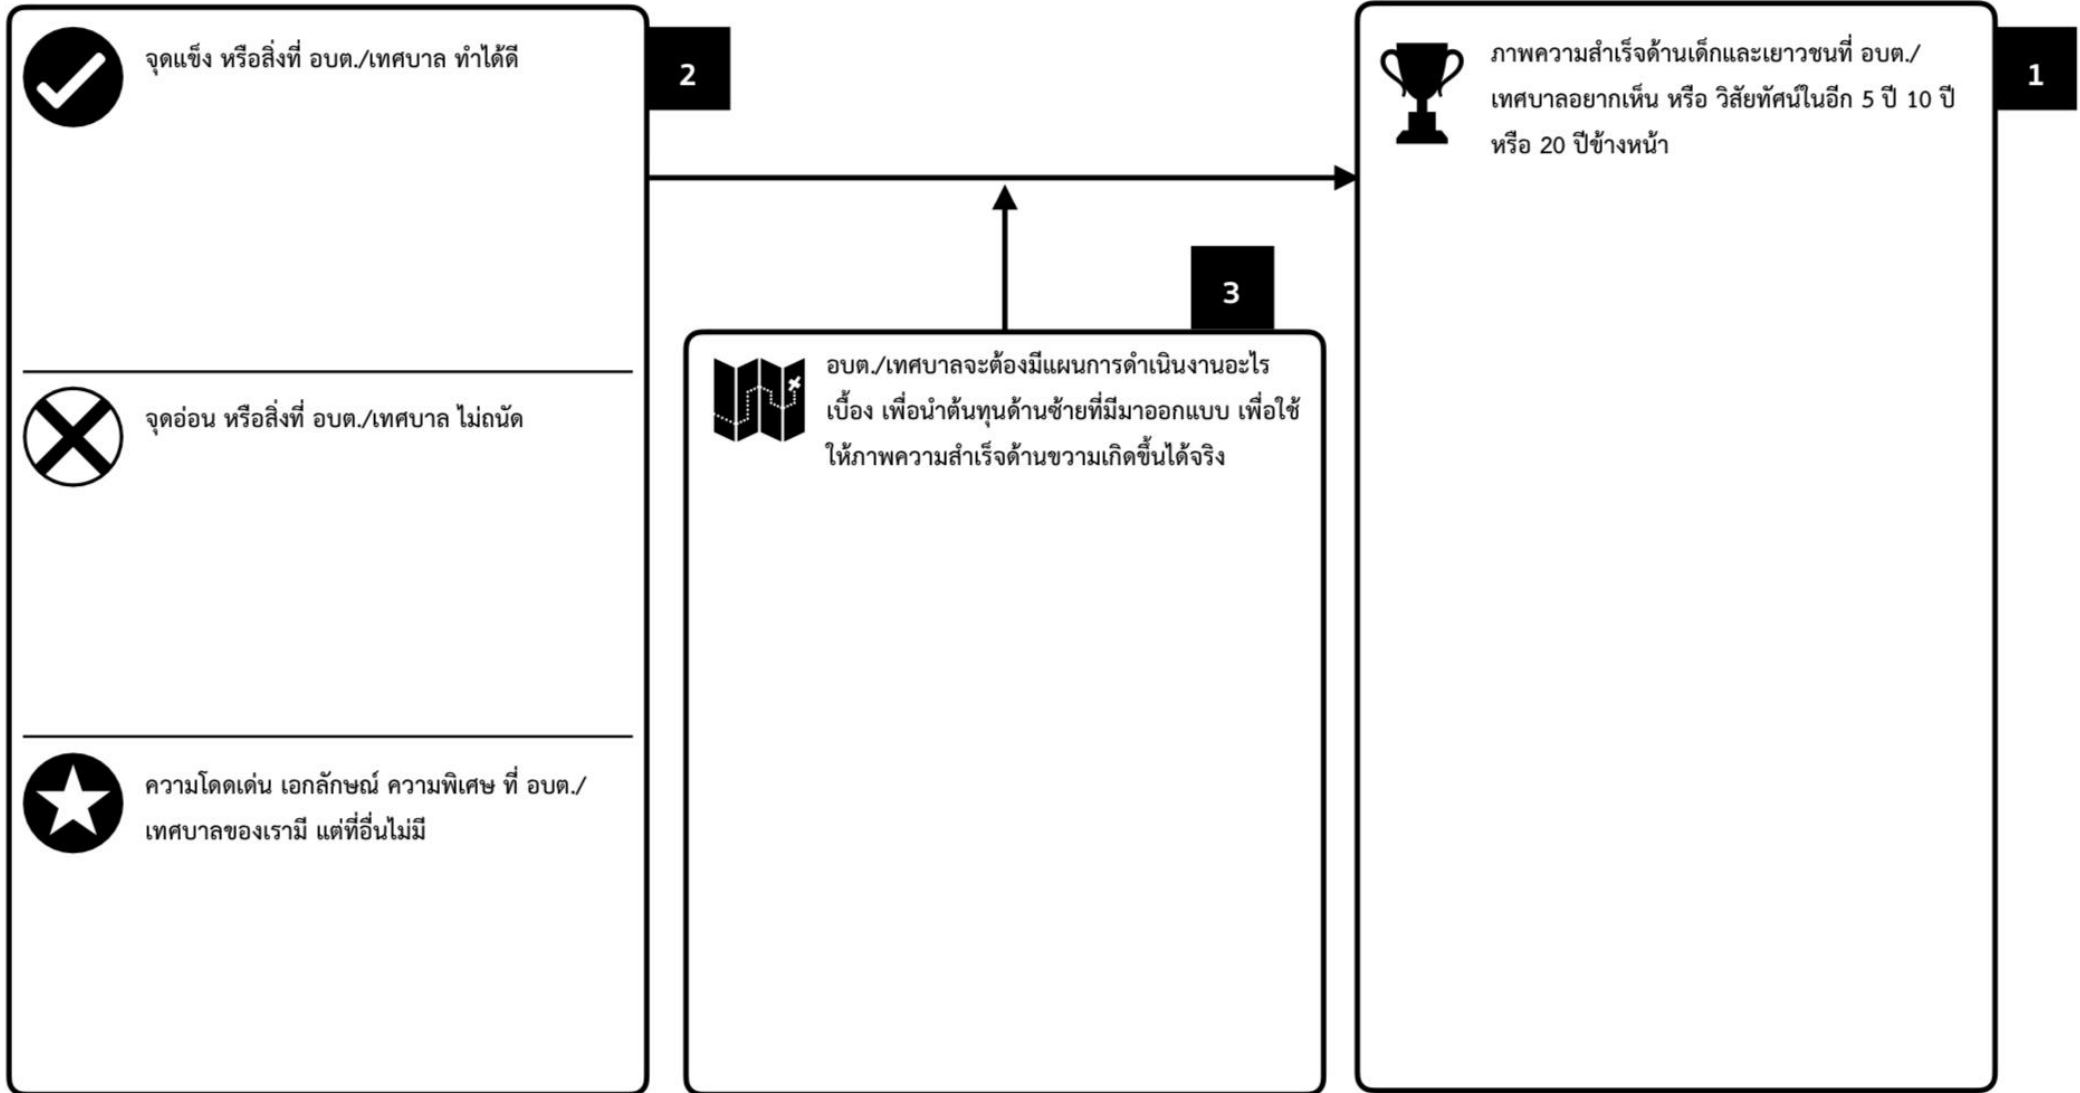 จุดแข็ง หรือสิ่งที่ อบต./เทศบาล ทำได้ดี
2
จุดอ่อน หรือสิ่งที่ อบต./เทศบาล ไม่ถนัด
ความโดดเด่น เอกลักษณ์ ความพิเศษ ที่ อบต./
เทศบาลของเรามี แต่ที่อื่นไม่มี
3
อบต./เทศบาลจะต้องมีแผนการดำเนินงานอะไร
เบื้อง เพื่อนำต้นทุนด้านซ้ายที่มีมาออกแบบ เพื่อใช้
ให้ภาพความสำเร็จด้านขวามเกิดขึ้นได้จริง
ภาพความสำเร็จด้านเด็กและเยาวชนที่ อบต./
เทศบาลอยากเห็น หรือ วิสัยทัศน์ในอีก 5 ปี 10 ปี
หรือ 20 ปีข้างหน้า
1